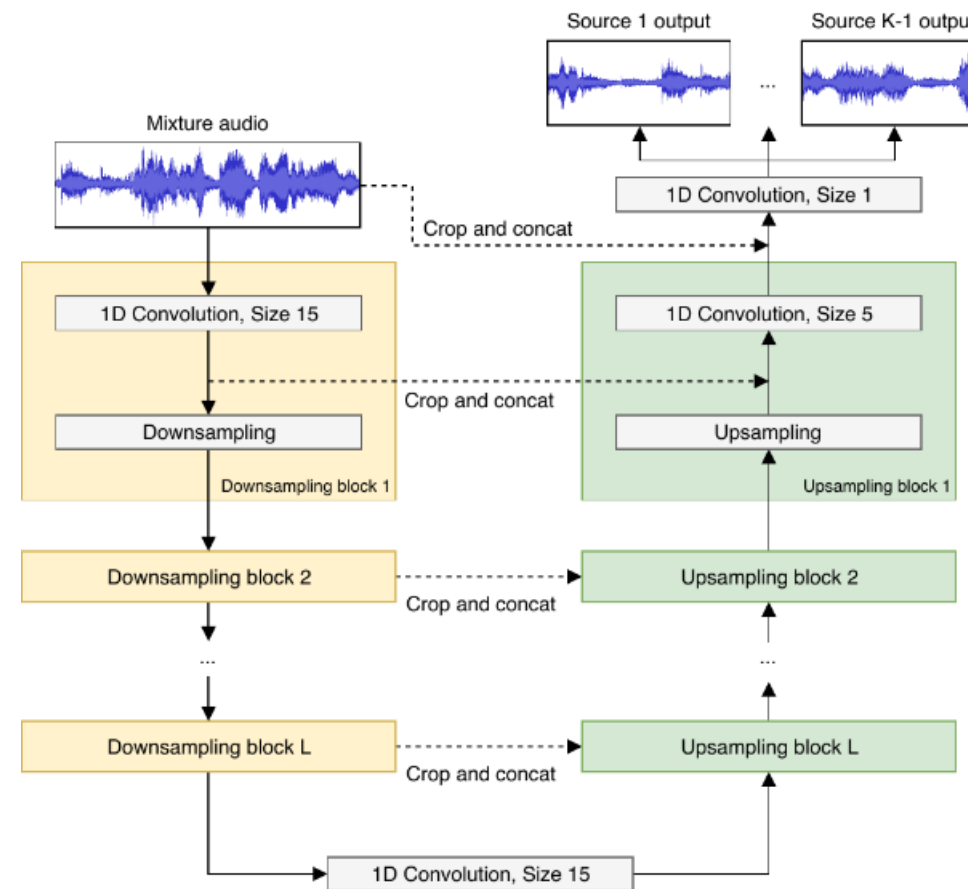 Source 1 output
Source K-1 outpu
...
Mixture audio
1D Convolution, Size 1
Crop and concat
1D Convolution, Size 15
1D Convolution, Size 5
Crop and concat
Downsampling
Upsampling
Downsampling block 1
Upsampling block 1
Downsampling block 2
Upsampling block 2
Crop and concat
...
...
Downsampling block L
Upsampling block L
Crop and concat
1D Convolution, Size 15